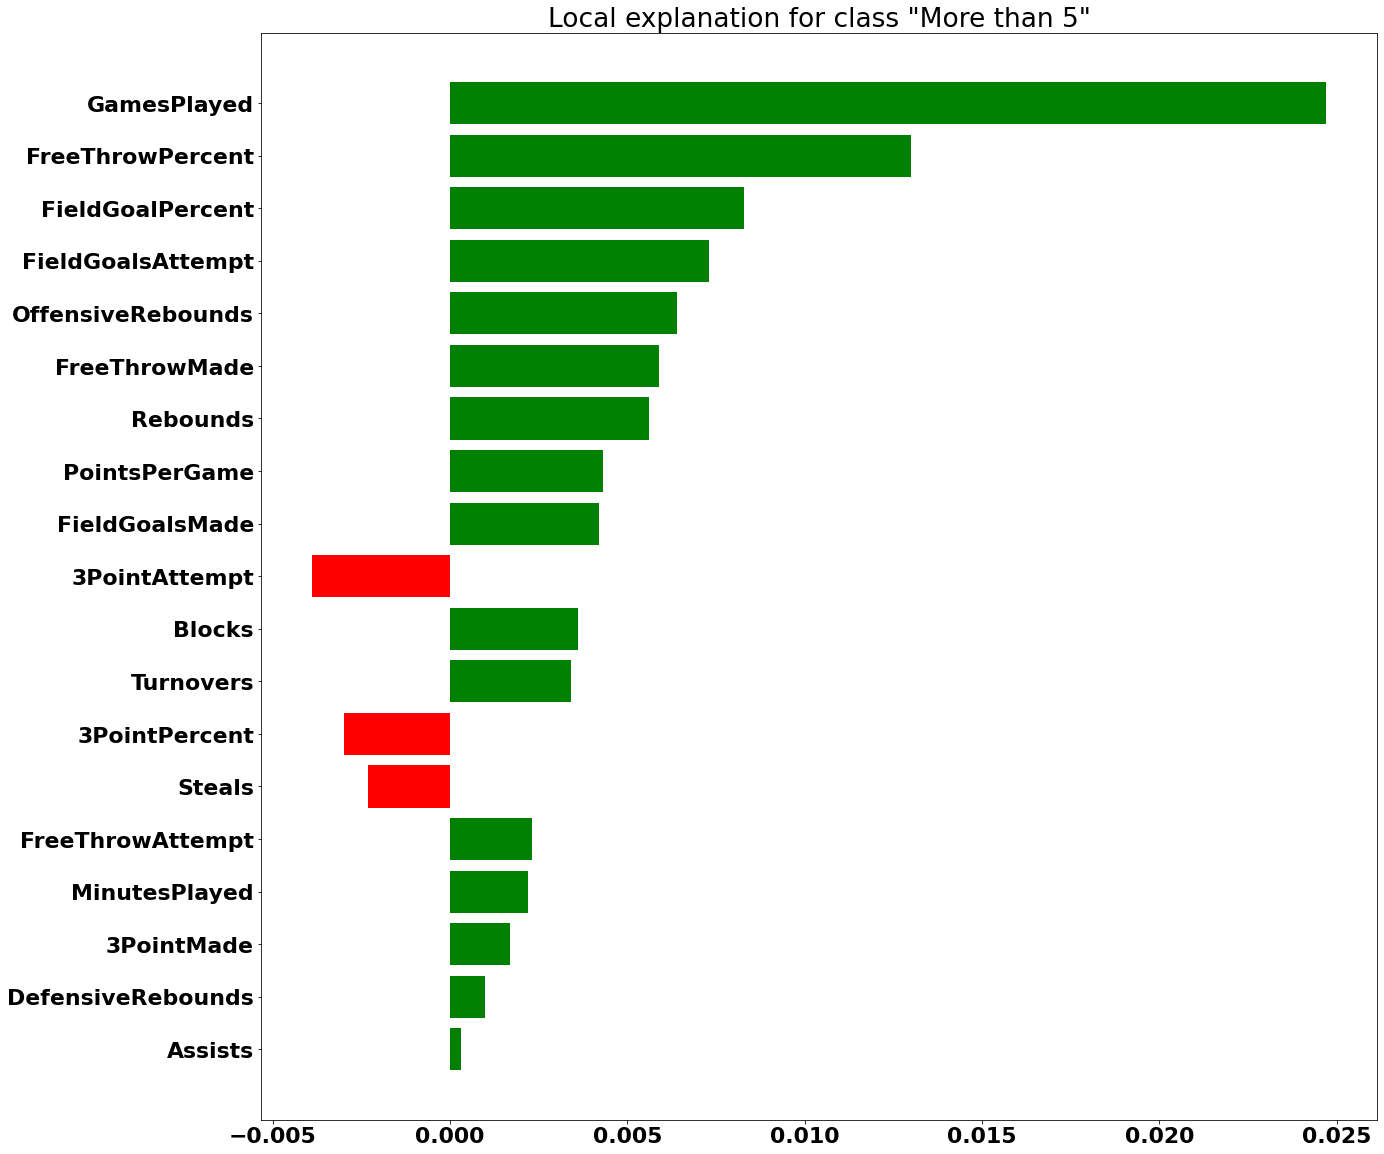 Local explanation for class "More than 5"
GamesPlayed
FreeThrowPercent
FieldGoalPercent
FieldGoalsAttempt
OffensiveRebounds
FreeThrowMade
Rebounds
PointsPerGame
FieldGoalsMade
3PointAttempt
Blocks
Turnovers
3PointPercent
Steals
FreeThrowAttempt
MinutesPlayed
3PointMade
DefensiveRebounds
Assists
−0.005 0.000 0.005 0.010 0.015 0.020 0.025